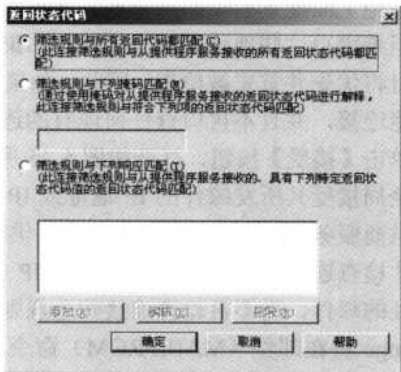 返回状态代码
筛选规则与所有返回代码都匹配(C)
(此连接筛选规则与从提供程序服务接收的所有返回状态代码都匹
配)
筛选规则与下列掩码匹配(M)
(通过使用掩码对从提供程序服务接收的返回状态代码进行解释，
此连接筛选规则与符合下列项的返回状态代码匹配)
筛选规则与下列响应匹配(T)
(此连接筛选规则与从提供程序服务接收的、具有下列特定返回状
态代码值的返回状态代码匹配)
添加(A) 编辑(E) 删除(R)
确定 取消 帮助